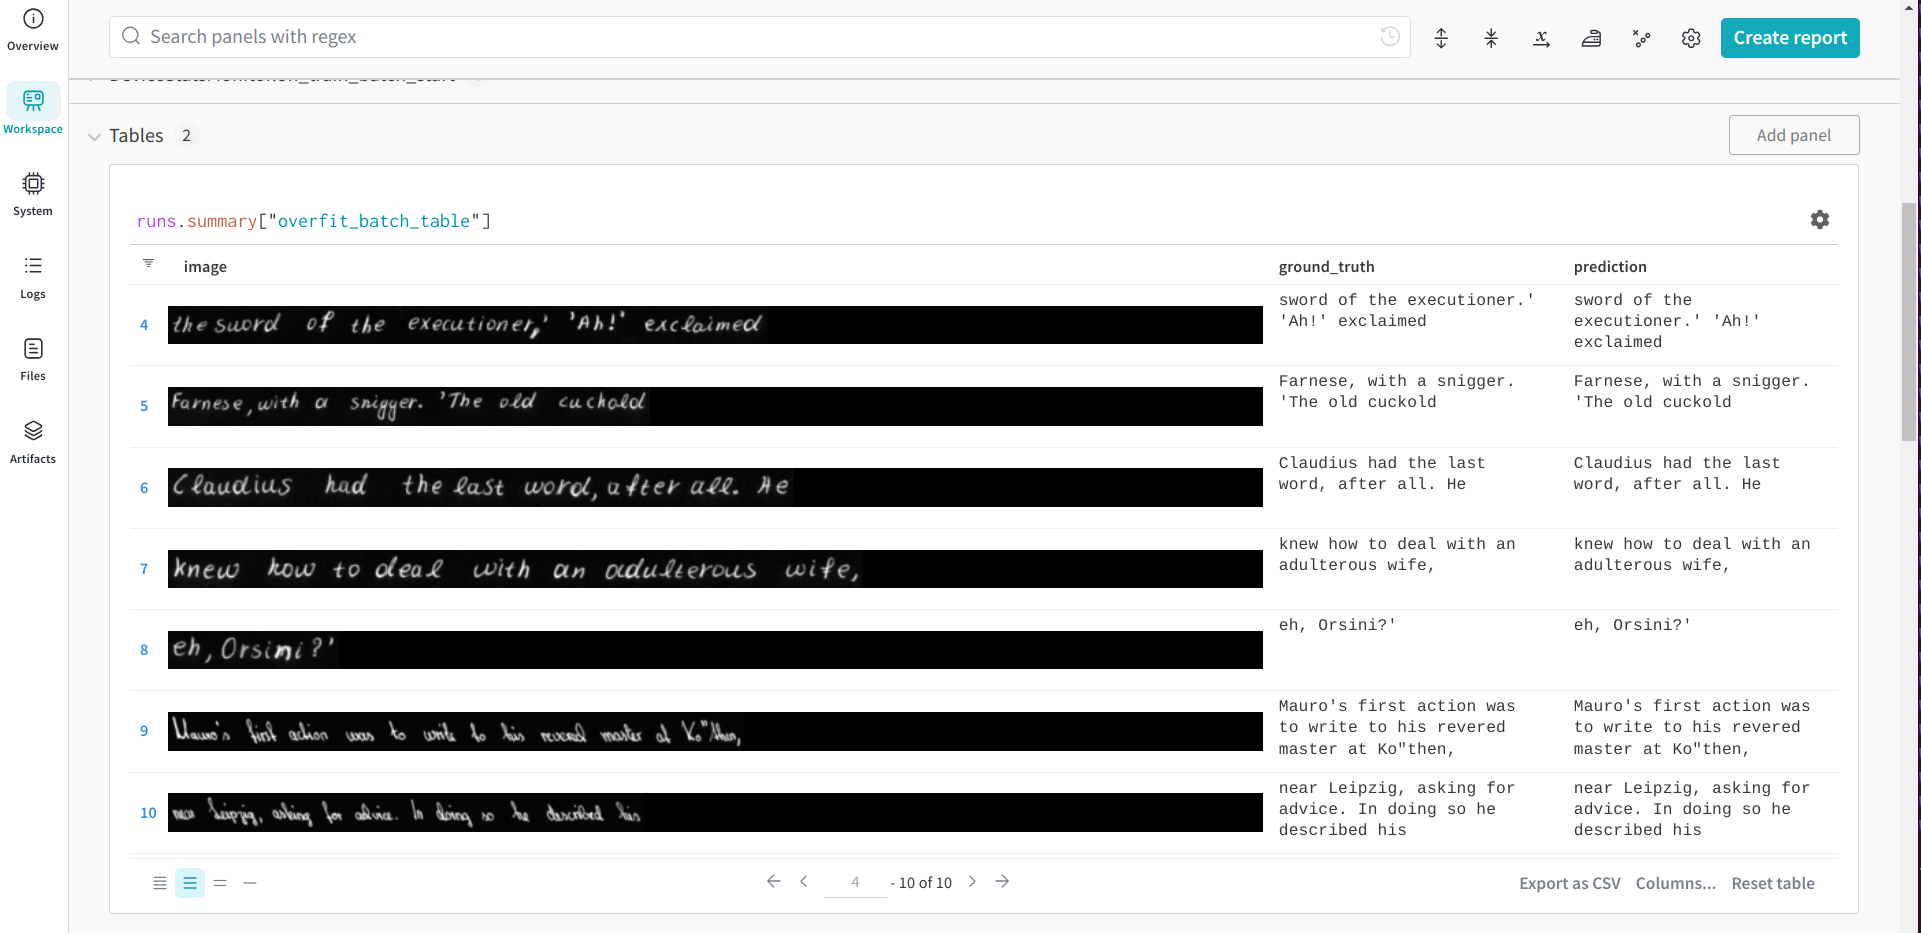 Overview
Workspace
System
Logs
Files
Artifacts
Search panels with regex
Create report
Tables 2
Add panel
runs.summary["overfit_batch_table"]
image ground_truth prediction
4
the sword of the executioner,' 'Ah!' exclaimed
sword of the executioner.'
'Ah!' exclaimed
sword of the
executioner.' 'Ah!'
exclaimed
5
Farnese, with a snigger. 'The old cuckold
Farnese, with a snigger.
'The old cuckold
Farnese, with a snigger.
'The old cuckold
6
Claudius had the last word, after all. He
Claudius had the last
word, after all. He
Claudius had the last
word, after all. He
7
knew how to deal with an adulterous wife,
knew how to deal with an
adulterous wife,
knew how to deal with an
adulterous wife,
8
eh, Orsini?'
eh, Orsini?'
eh, Orsini?'
9
Mauro's first action was to write to his revered master at Ko"then,
Mauro's first action was
to write to his revered
master at Ko"then,
Mauro's first action was
to write to his revered
master at Ko"then,
10
near Leipzig, asking for advice. In doing so he described his
near Leipzig, asking for
advice. In doing so he
described his
near Leipzig, asking for
advice. In doing so he
described his
4 - 10 of 10
Export as CSV Columns... Reset table